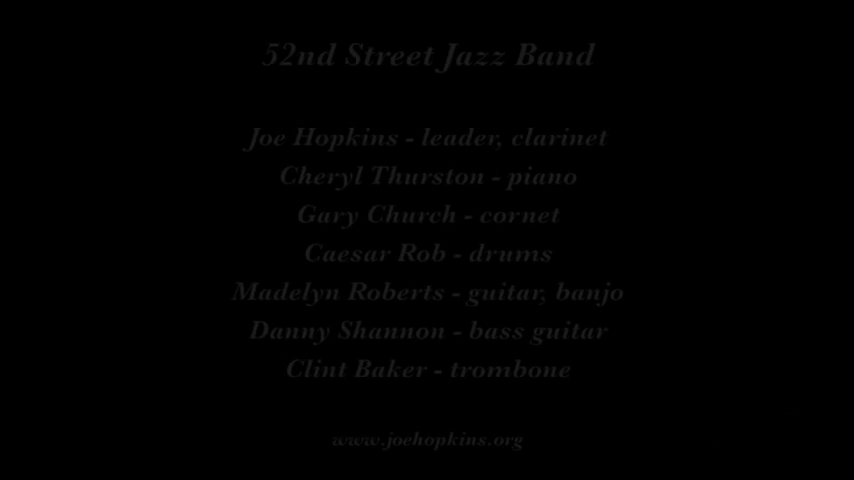 52nd Street Jazz Band
Joe Hopkins - leader, clarinet
Cheryl Thurston - piano
Gary Church - cornet
Caesar Rob - drums
Madelyn Roberts - guitar, banjo
Danny Shannon - bass guitar
Clint Baker - trombone
www.joehopkins.org